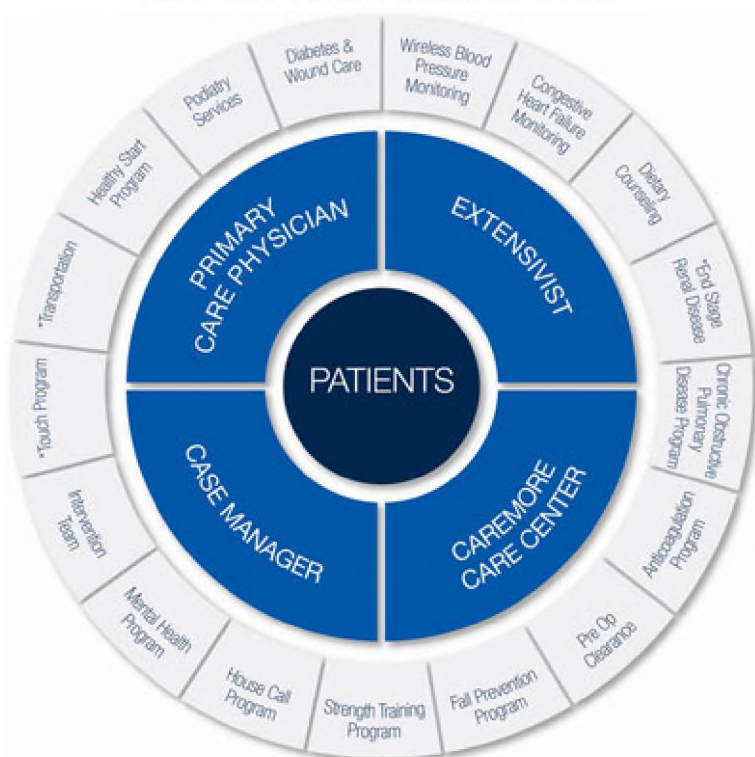 PATIENTS
PRIMARY
CARE PHYSICIAN
EXTENSIVIST
CAREMORE
CARE CENTER
CASE MANAGER
Diabetes &
Wound Care
Wireless Blood
Pressure
Monitoring
Congestive
Heart Failure
Monitoring
Dietary
Counseling
*End Stage
Renal Disease
Chronic Obstructive
Pulmonary
Disease Program
Anticoagulation
Program
Pre Op
Clearance
Fall Prevention
Program
Strength Training
Program
House Call
Program
Mental Health
Program
Intervention
Team
*Touch Program
*Transportation
Healthy Start
Program
Podiatry
Services